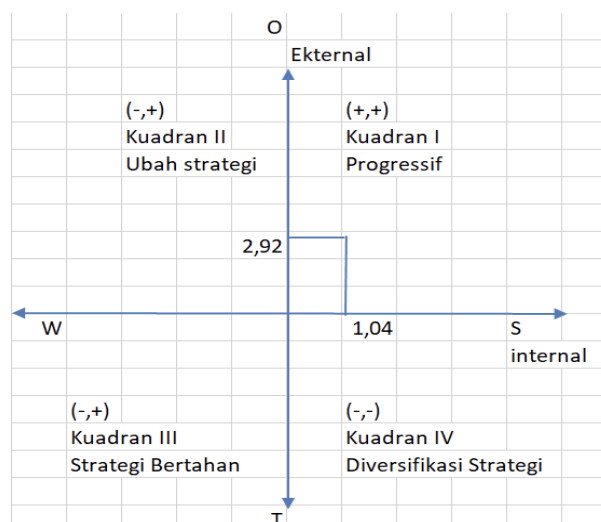 O
Ekternal
(-,+)
Kuadran II
Ubah strategi
(+,+)
Kuadran I
Progressif
2,92
W
1,04
S
internal
(-,+)
Kuadran III
Strategi Bertahan
(-,-)
Kuadran IV
Diversifikasi Strategi
T